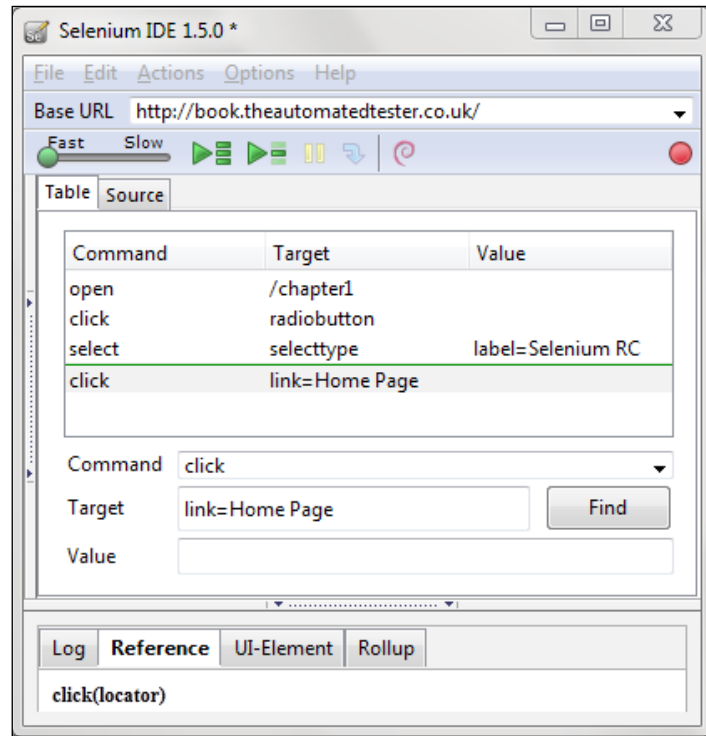 Selenium IDE 1.5.0 *
File Edit Actions Options Help
Base URL http://book.theautomatedtester.co.uk/
Fast Slow
Table Source
Command Target Value
open /chapter1
click radiobutton
select selecttype label=Selenium RC
click link=Home Page
Command click
Target link=Home Page Find
Value
Log Reference UI-Element Rollup
click(locator)